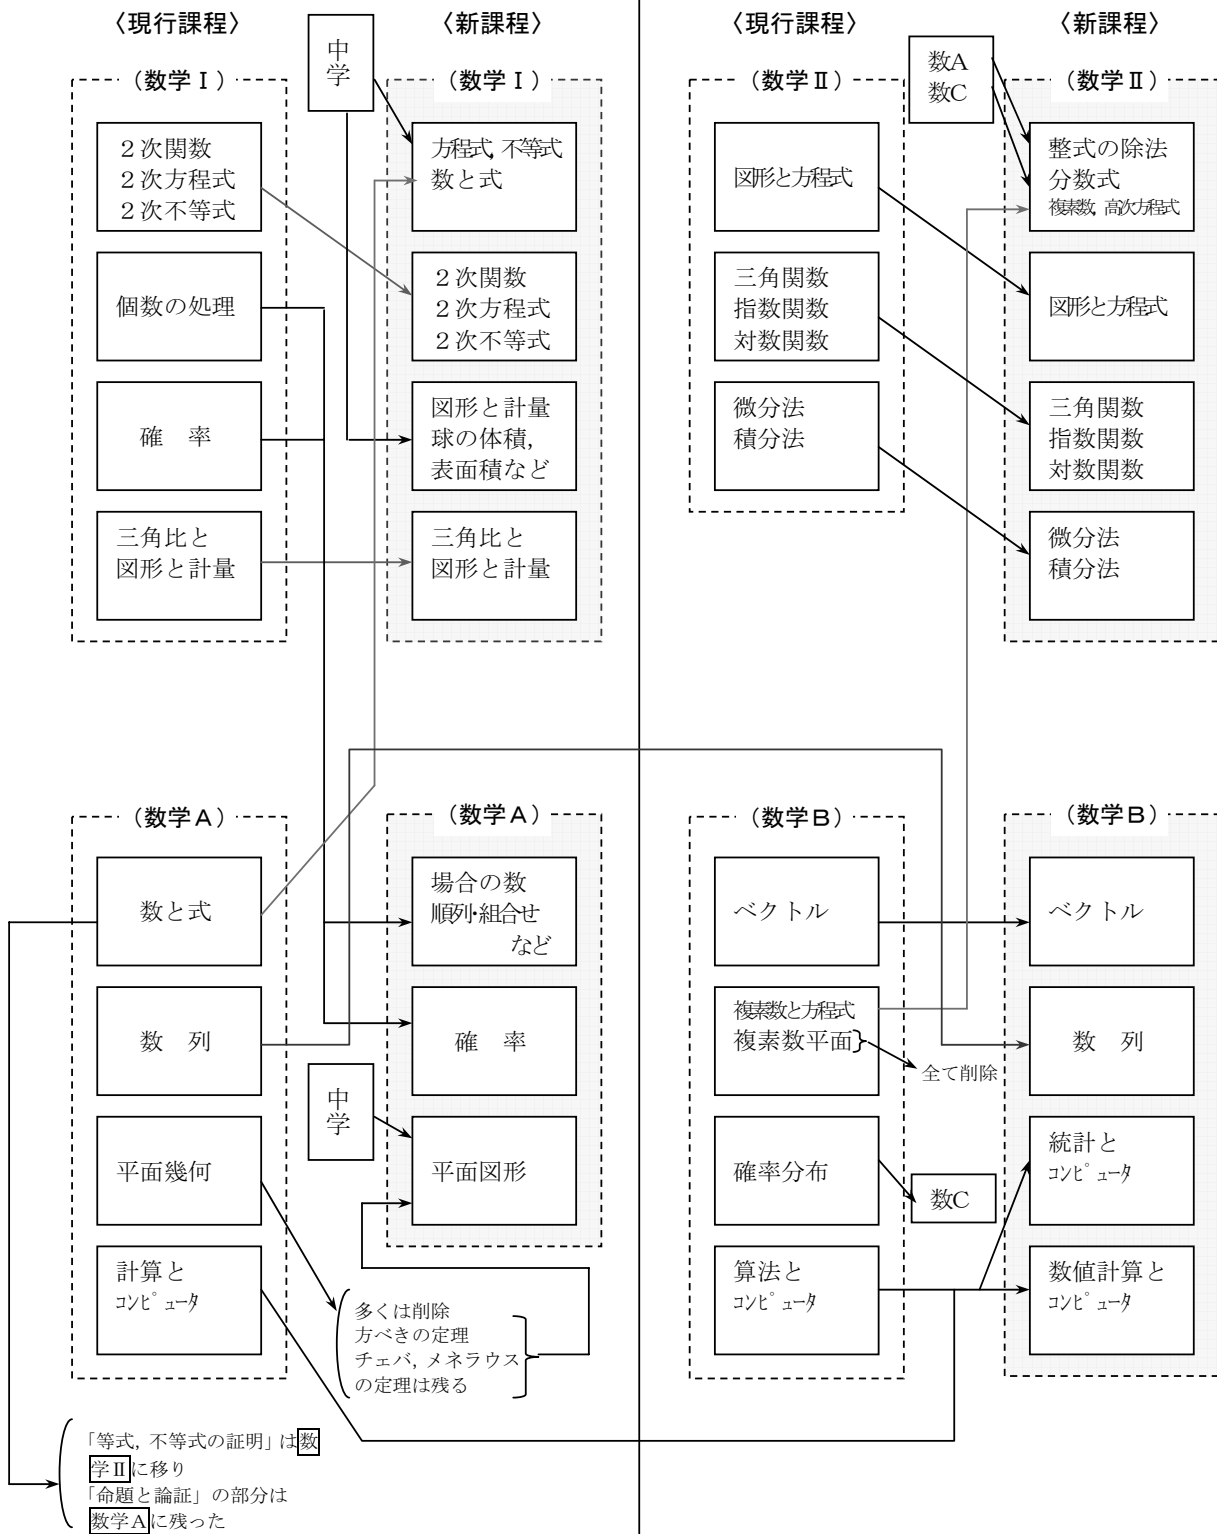 〈現行課程〉
〈新課程〉
中
学
（数学Ⅰ）
（数学Ⅰ）
２次関数
２次方程式
２次不等式
方程式, 不等式
数と式
個数の処理
２次関数
２次方程式
２次不等式
確　率
図形と計量
球の体積,
表面積など
三角比と
図形と計量
三角比と
図形と計量
（数学Ａ）
（数学Ａ）
数と式
場合の数
順列･組合せ
など
数　列
確　率
中
学
平面幾何
平面図形
計算と
ｺﾝﾋﾟｭｰﾀ
多くは削除
方べきの定理
チェバ, メネラウス
の定理は残る
「等式, 不等式の証明」は数
学Ⅱに移り
「命題と論証」の部分は
数学Ａに残った
〈現行課程〉
〈新課程〉
数A
数C
（数学Ⅱ）
（数学Ⅱ）
図形と方程式
整式の除法
分数式
複素数, 高次方程式
三角関数
指数関数
対数関数
図形と方程式
微分法
積分法
三角関数
指数関数
対数関数
微分法
積分法
（数学Ｂ）
（数学Ｂ）
ベクトル
ベクトル
複素数と方程式
複素数平面
全て削除
数　列
確率分布
数C
統計と
ｺﾝﾋﾟｭｰﾀ
算法と
ｺﾝﾋﾟｭｰﾀ
数値計算と
ｺﾝﾋﾟｭｰﾀ